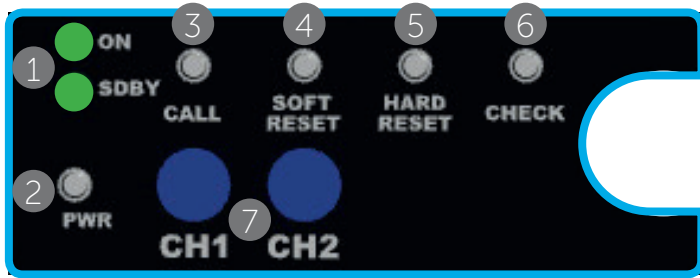 3
4
5
6
1
ON
SDBY
CALL
SOFT
RESET
HARD
RESET
CHECK
2
PWR
7
CH1
CH2